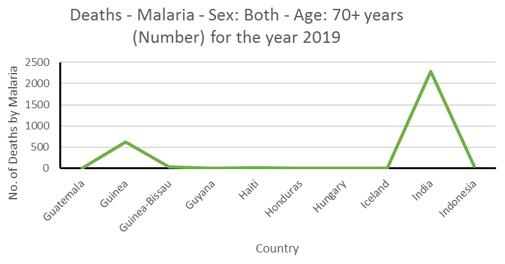 Deaths - Malaria - Sex: Both - Age: 70+ years
(Number) for the year 2019
No. of Deaths by Malaria
2500
2000
1500
1000
500
0
Guatemala
Guinea
Guinea-Bissau
Guyana
Haiti
Honduras
Hungary
Iceland
India
Indonesia
Country